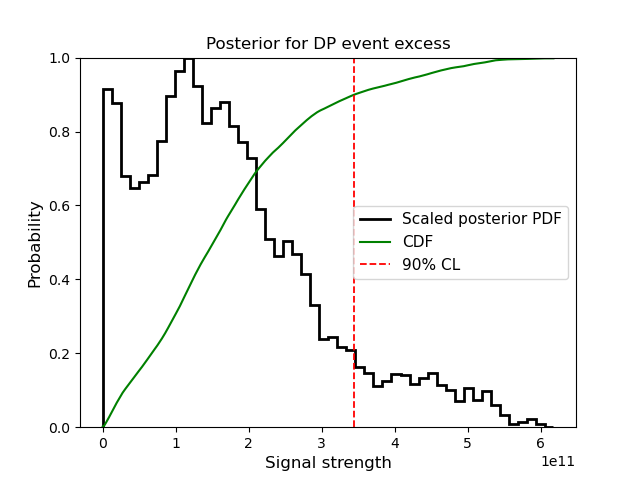 Posterior for DP event excess
Probability
1.0
0.8
0.6
0.4
0.2
0.0
Scaled posterior PDF
CDF
90% CL
0 1 2 3 4 5 6
1e11
Signal strength